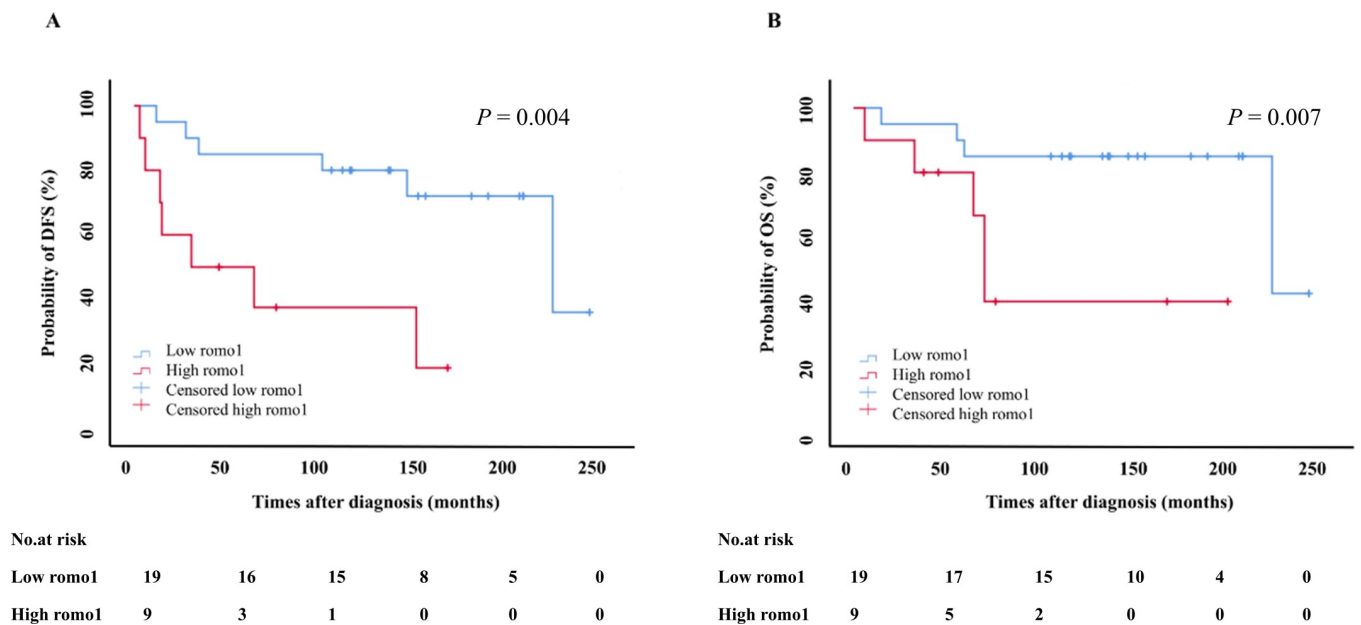 A
B
P = 0.004
P = 0.007
Probability of DFS (%)
100
80
60
40
20
0
Low romo1
High romo1
Censored low romo1
Censored high romo1
0 50 100 150 200 250
Times after diagnosis (months)
Probability of OS (%)
100
80
60
40
20
0
Low romo1
High romo1
Censored low romo1
Censored high romo1
0 50 100 150 200 250
Times after diagnosis (months)
No.at risk
Low romo1 19 16 15 8 5 0
High romo1 9 3 1 0 0 0
No.at risk
Low romo1 19 17 15 10 4 0
High romo1 9 5 2 0 0 0